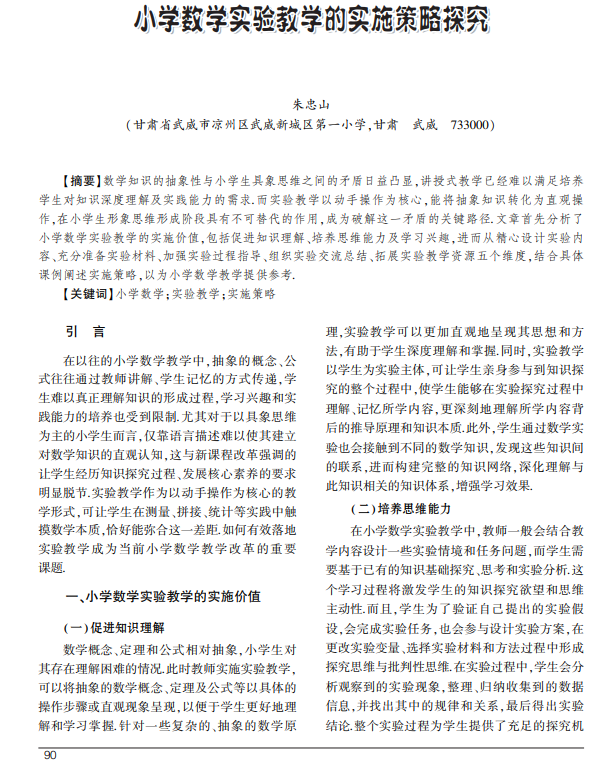 小学数学实验教学的实施策略探究
朱忠山
(甘肃省武威市凉州区武威新城区第一小学,甘肃 武威 733000)
【摘要】数学知识的抽象性与小学生具象思维之间的矛盾日益凸显,讲授式教学已经难以满足培养
学生对知识深度理解及实践能力的需求.而实验教学以动手操作为核心,能将抽象知识转化为直观操
作,在小学生形象思维形成阶段具有不可替代的作用,成为破解这一矛盾的关键路径.文章首先分析了
小学数学实验教学的实施价值,包括促进知识理解、培养思维能力及学习兴趣,进而从精心设计实验内
容、充分准备实验材料、加强实验过程指导、组织实验交流总结、拓展实验教学资源五个维度,结合具体
课例阐述实施策略,以为小学数学教学提供参考.
【关键词】小学数学;实验教学;实施策略
引 言
在以往的小学数学教学中,抽象的概念、公
式往往通过教师讲解、学生记忆的方式传递,学
生难以真正理解知识的形成过程,学习兴趣和实
践能力的培养也受到限制.尤其对于以具象思维
为主的小学生而言,仅靠语言描述难以使其建立
对数学知识的直观认知,这与新课程改革强调的
让学生经历知识探究过程、发展核心素养的要求
明显脱节.实验教学作为以动手操作为核心的教
学形式,可让学生在测量、拼接、统计等实践中触
摸数学本质,恰好能弥合这一差距.如何有效落地
实验教学成为当前小学数学教学改革的重要
课题.
一、小学数学实验教学的实施价值
(一)促进知识理解
数学概念、定理和公式相对抽象,小学生对
其存在理解困难的情况.此时教师实施实验教学,
可以将抽象的数学概念、定理及公式等以具体的
操作步骤或直观现象呈现,以便于学生更好地理
解和学习掌握.针对一些复杂的、抽象的数学原
理,实验教学可以更加直观地呈现其思想和方
法,有助于学生深度理解和掌握.同时,实验教学
以学生为实验主体,可让学生亲身参与到知识探
究的整个过程中,使学生能够在实验探究过程中
理解、记忆所学内容,更深刻地理解所学内容背
后的推导原理和知识本质.此外,学生通过数学实
验也会接触到不同的数学知识,发现这些知识间
的联系,进而构建完整的知识网络,深化理解与
此知识相关的知识体系,增强学习效果.
(二)培养思维能力
在小学数学实验教学中,教师一般会结合教
学内容设计一些实验情境和任务问题,而学生需
要基于已有的知识基础探究、思考和实验分析.这
个学习过程将激发学生的知识探究欲望和思维
主动性.而且,学生为了验证自己提出的实验假
设,会完成实验任务,也会参与设计实验方案,在
更改实验变量、选择实验材料和方法过程中形成
探究思维与批判性思维.在实验过程中,学生会分
析观察到的实验现象,整理、归纳收集到的数据
信息,并找出其中的规律和关系,最后得出实验
结论.整个实验过程为学生提供了充足的探究机
90